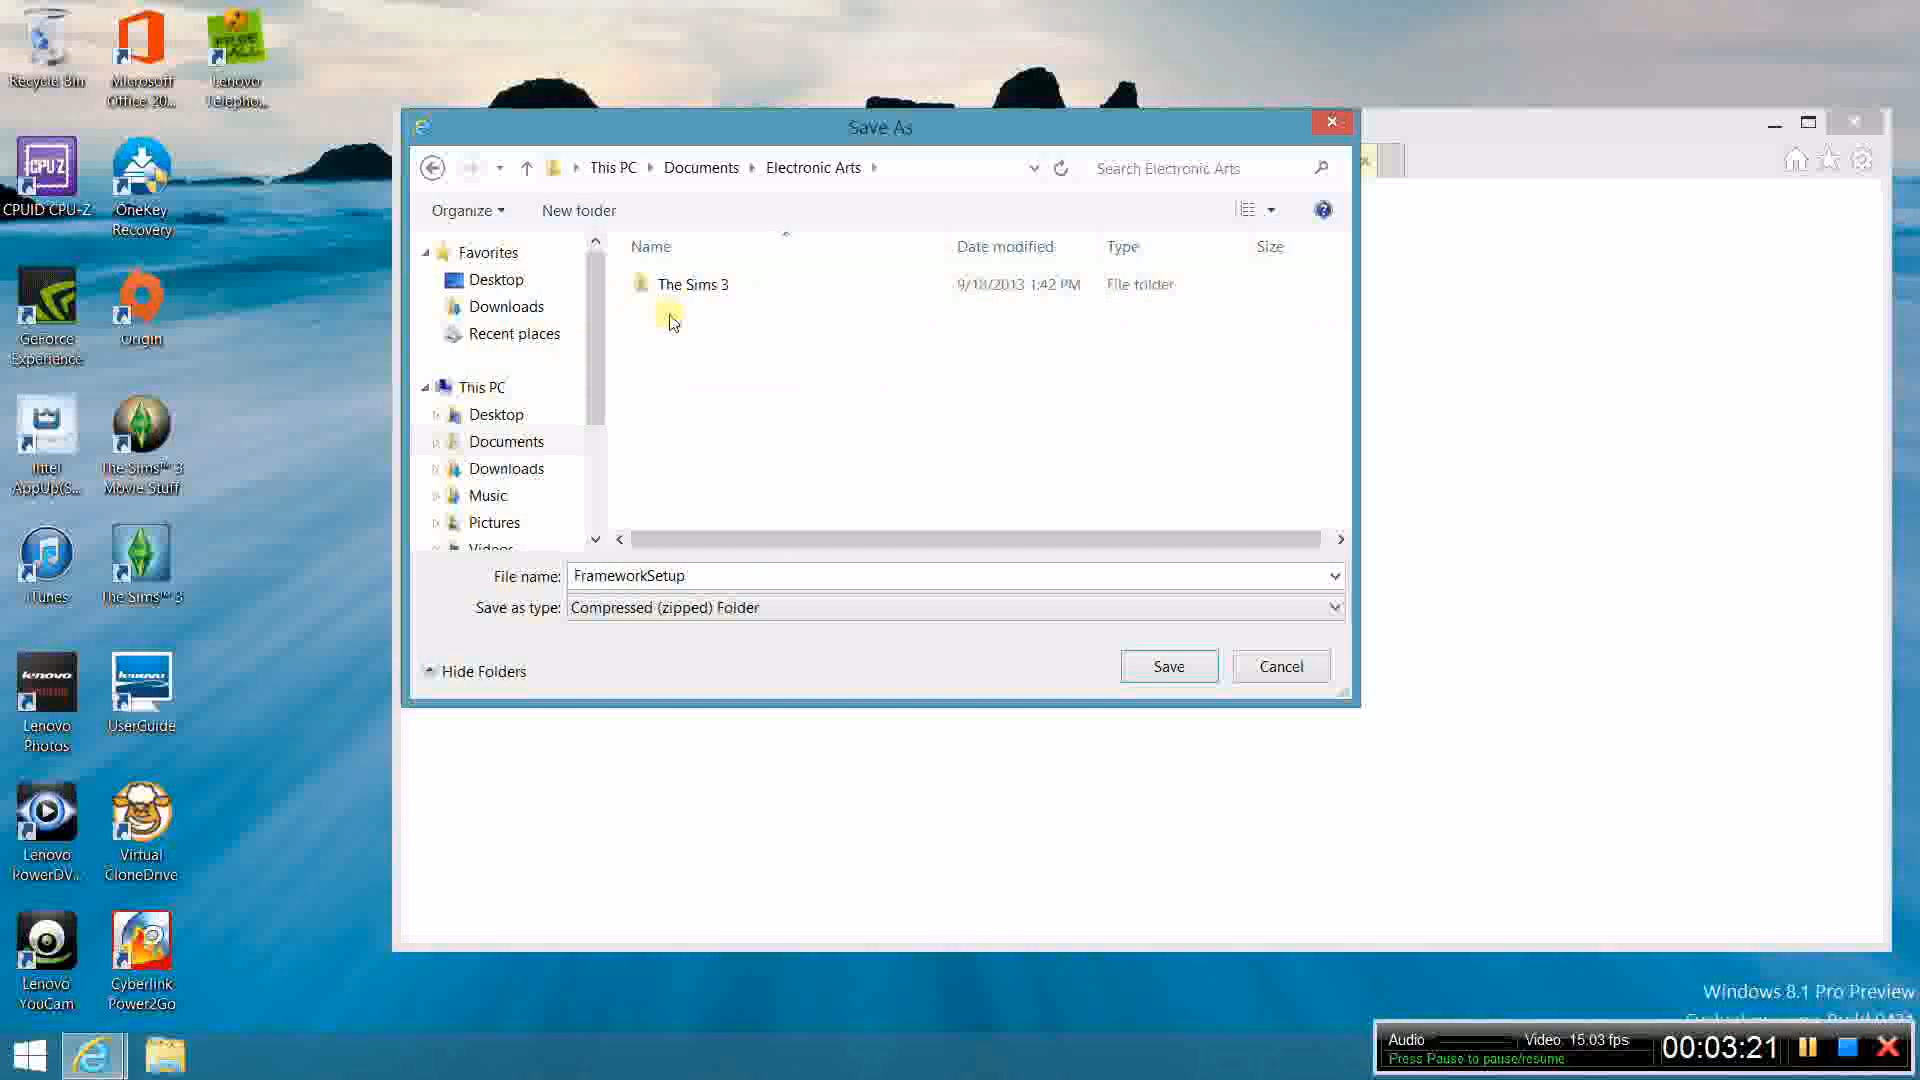 Recycle Bin
Microsoft
Office 20...
Lenovo
Telepho...
CPU-Z
CPUID CPU-Z
OneKey
Recovery
GeForce
Experience
Origin
Intel
AppUp(S...
The Sims™ 3
Movie Stuff
iTunes
The Sims™ 3
lenovo
Lenovo
Photos
UserGuide
Lenovo
PowerDV...
Virtual
CloneDrive
Lenovo
YouCam
Cyberlink
Power2Go
Save As
This PC
Documents
Electronic Arts
Search Electronic Arts
Organize
New folder
Name
Date modified
Type
Size
The Sims 3
9/18/2013 1:42 PM
File folder
Favorites
Desktop
Downloads
Recent places
This PC
Desktop
Documents
Downloads
Music
Pictures
Videos
File name:
FrameworkSetup
Save as type:
Compressed (zipped) Folder
Hide Folders
Save
Cancel
Windows 8.1 Pro Preview
Audio
Video: 15.03 fps
Press Pause to pause/resume
00:03:21